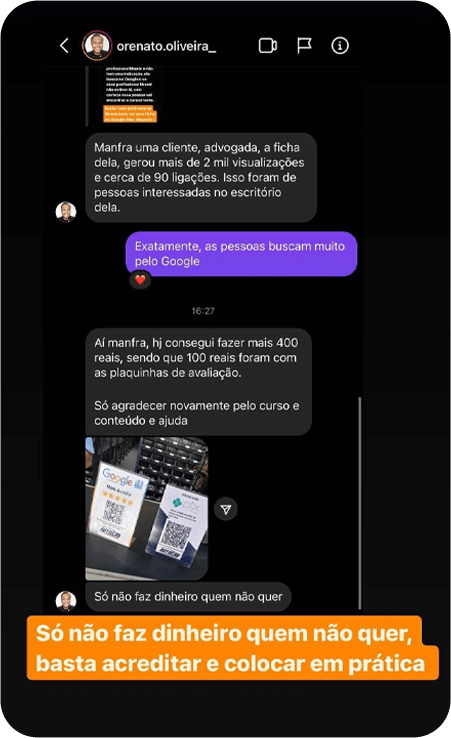 orenato.oliveira_
Manfra uma cliente, advogada, a ficha
dela, gerou mais de 2 mil visualizações
e cerca de 90 ligações. Isso foram de
pessoas interessadas no escritório
dela.
Exatamente, as pessoas buscam muito
pelo Google
16:27
Aí manfra, hj consegui fazer mais 400
reais, sendo que 100 reais foram com
as plaquinhas de avaliação.
Só agradecer novamente pelo curso e
conteúdo e ajuda
Google
Só não faz dinheiro quem não quer
Só não faz dinheiro quem não quer,
basta acreditar e colocar em prática